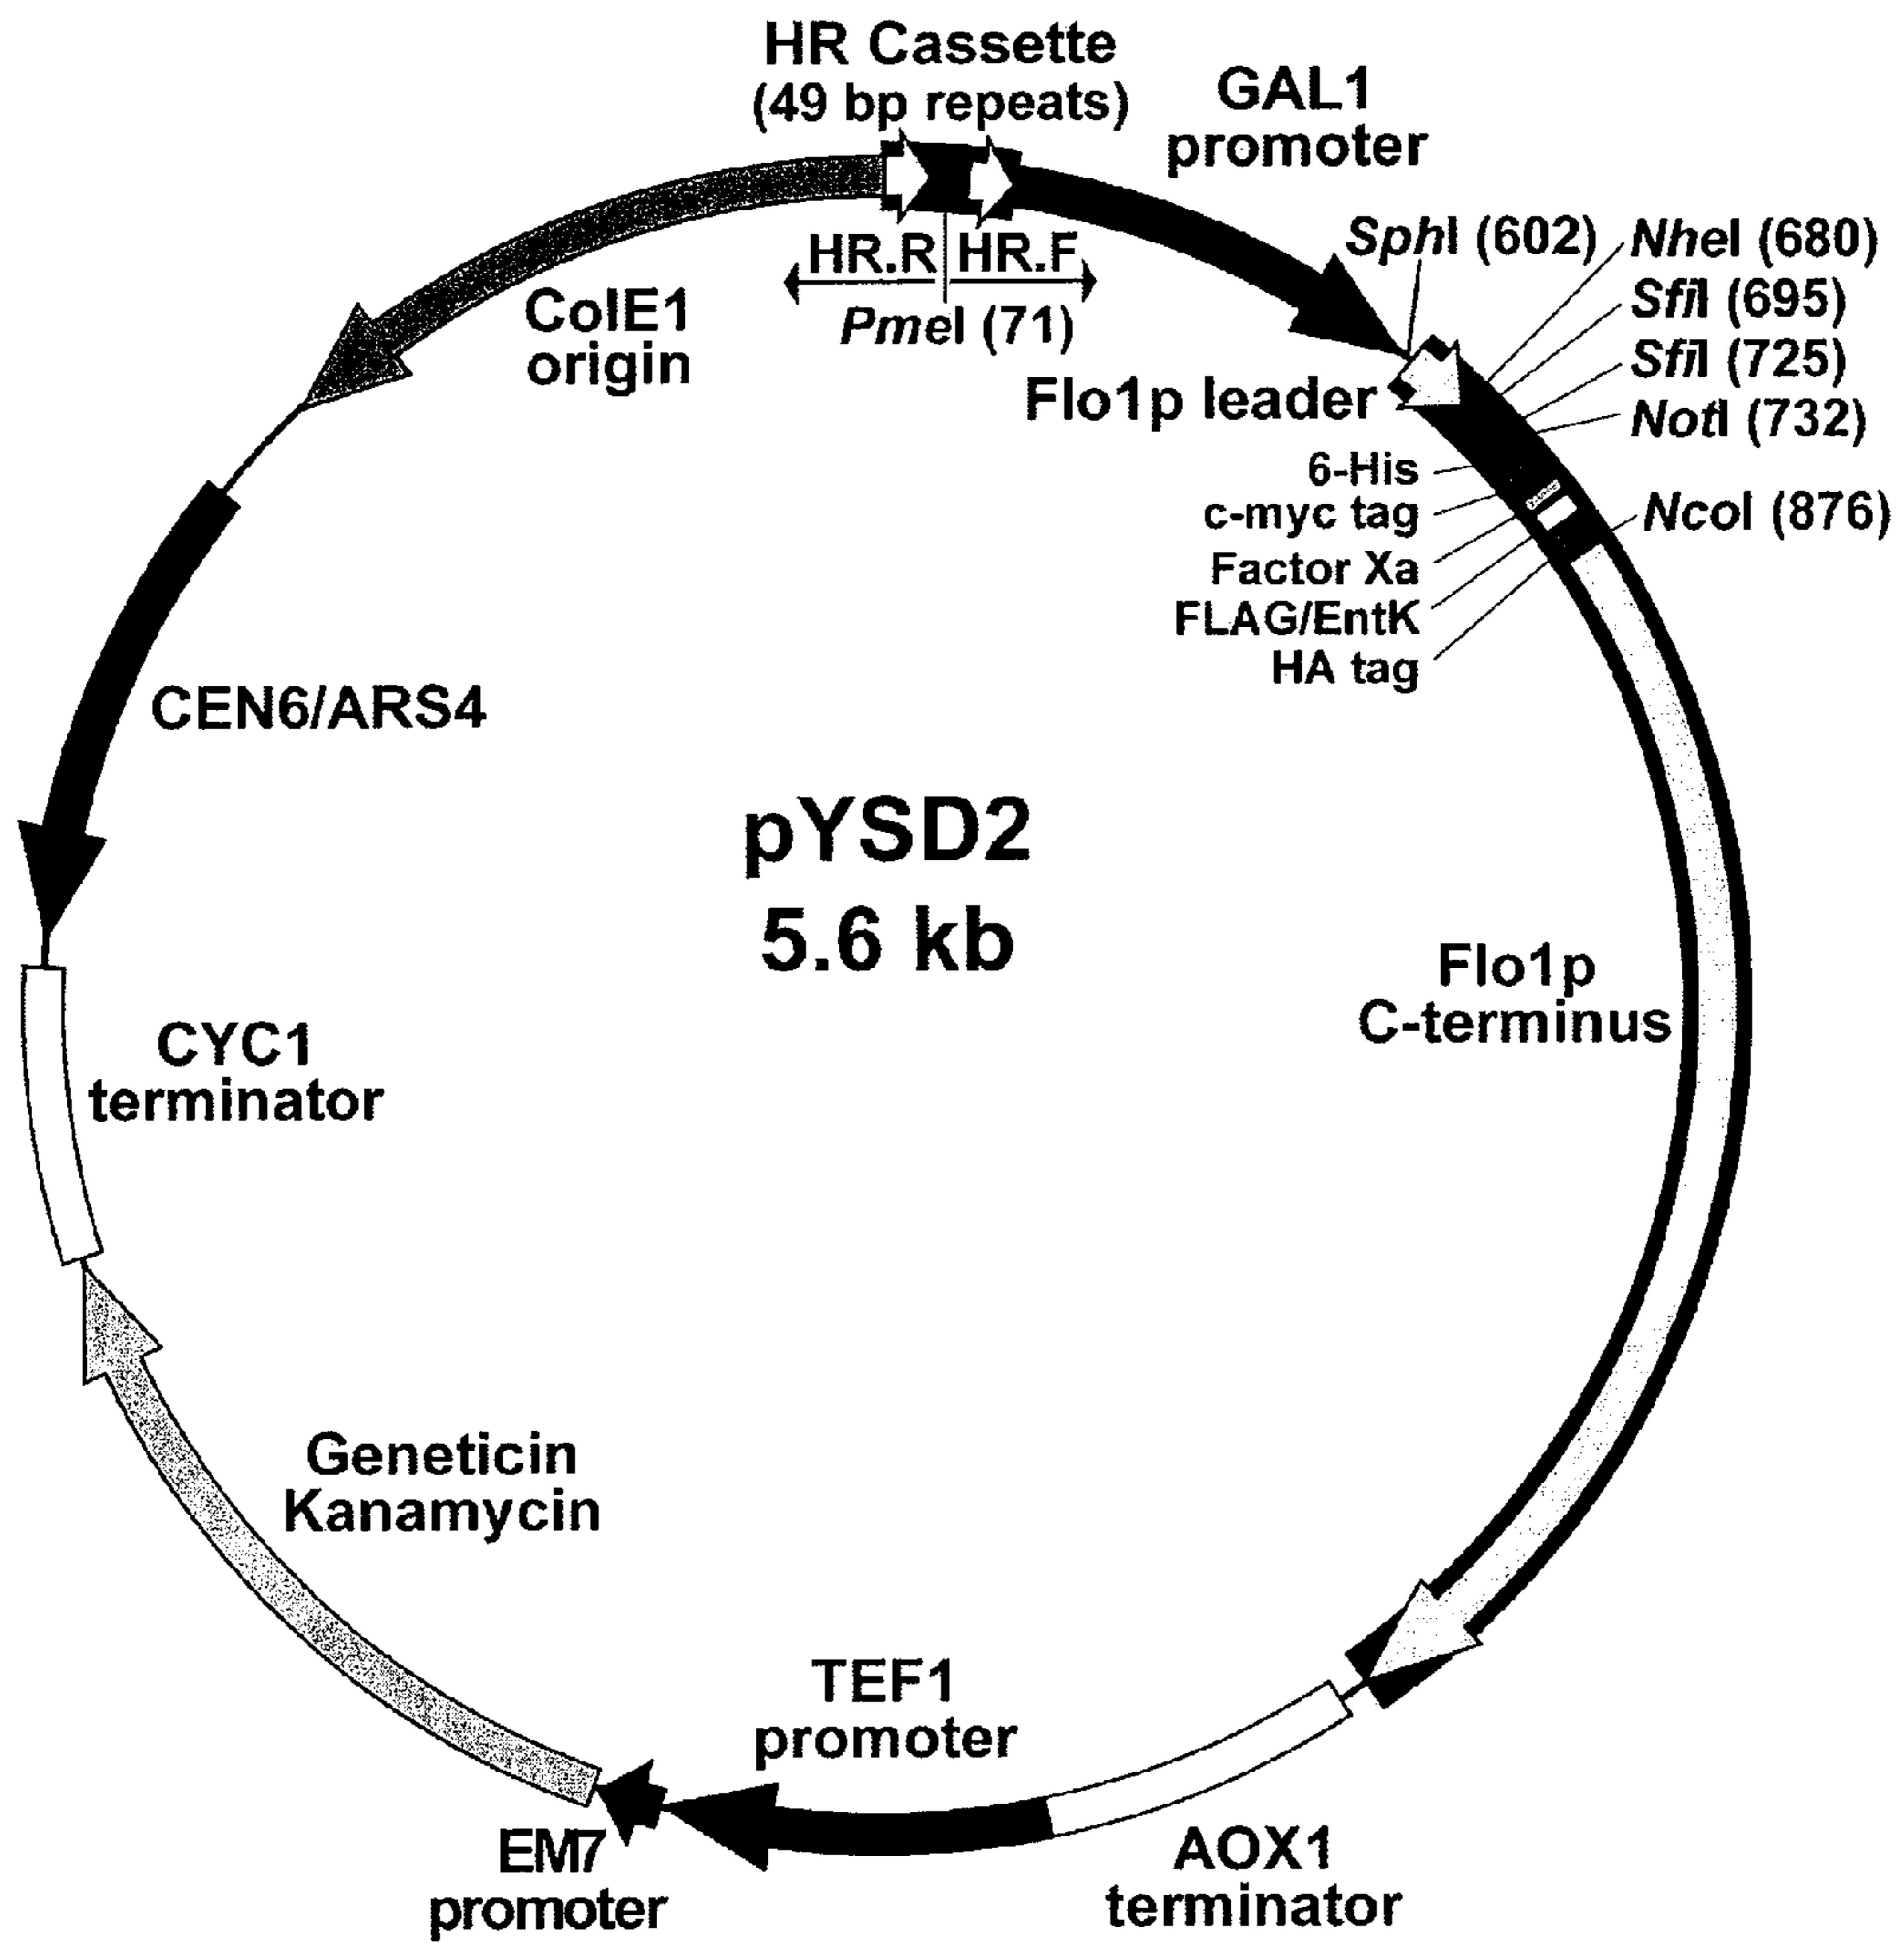 HR Cassette
(49 bp repeats)
GAL1
promoter
HR.R
HR.F
PmeI (71)
SphI (602)
NheI (680)
SfiI (695)
SfiI (725)
NotI (732)
NcoI (876)
ColE1
origin
Flo1p leader
6-His
c-myc tag
Factor Xa
FLAG/EntK
HA tag
CEN6/ARS4
pYSD2
5.6 kb
Flo1p
C-terminus
CYC1
terminator
Geneticin
Kanamycin
TEF1
promoter
EM7
promoter
AOX1
terminator